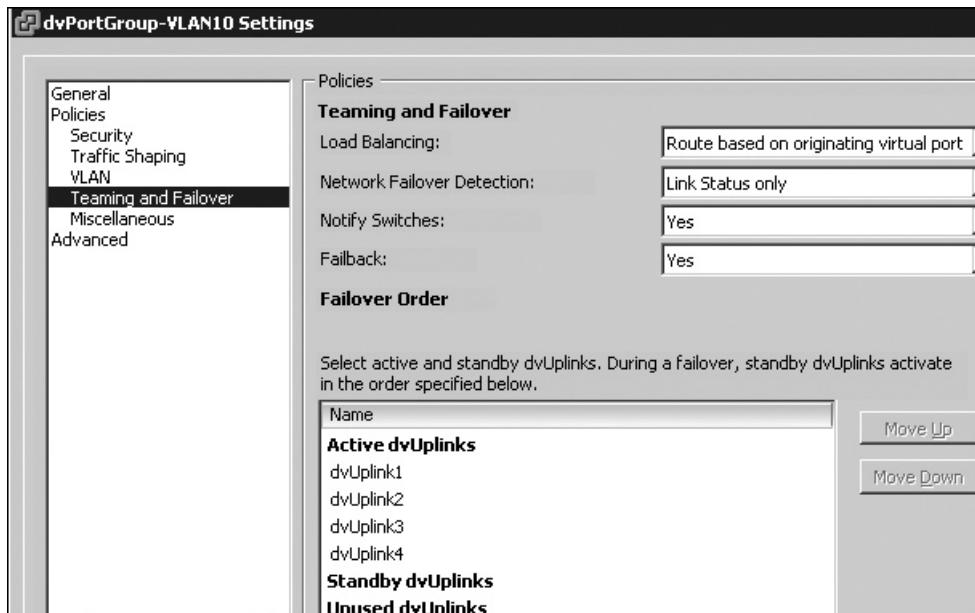 dvPortGroup-VLAN10 Settings
General
Policies
Security
Traffic Shaping
VLAN
Teaming and Failover
Miscellaneous
Advanced
Policies
Teaming and Failover
Load Balancing: Route based on originating virtual port
Network Failover Detection: Link Status only
Notify Switches: Yes
Failback: Yes
Failover Order
Select active and standby dvUplinks. During a failover, standby dvUplinks activate
in the order specified below.
Name
Move Up
Active dvUplinks
dvUplink1
Move Down
dvUplink2
dvUplink3
dvUplink4
Standby dvUplinks
Unused dvUplinks